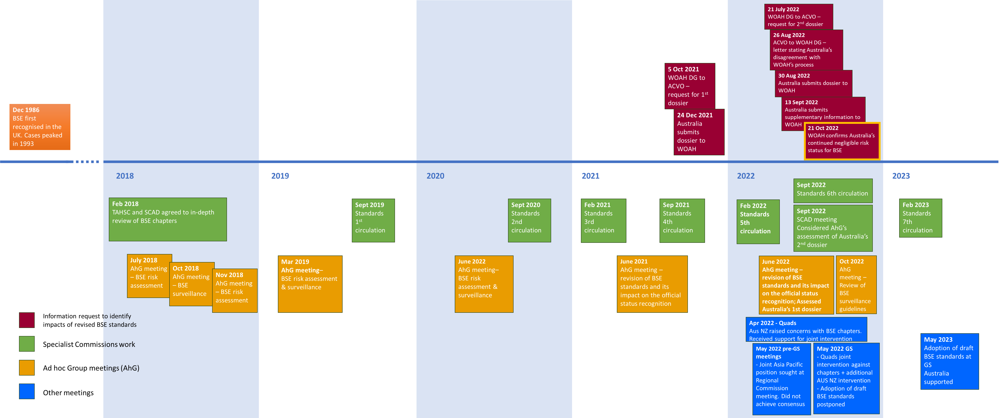 21 July 2022
WOAH DG to ACVO –
request for 2nd dossier
26 Aug 2022
ACVO to WOAH DG –
letter stating Australia's
disagreement with
WOAH's process
30 Aug 2022
Australia submits dossier to
WOAH
13 Sept 2022
Australia submits
supplementary information to
WOAH
21 Oct 2022
WOAH confirms Australia's
continued negligible risk
status for BSE
5 Oct 2021
WOAH DG to
ACVO –
request for 1st
dossier
24 Dec 2021
Australia
submits
dossier to
WOAH
Dec 1986
BSE first
recognised in the
UK. Cases peaked
in 1993
2018
2019
2020
2021
2022
2023
Feb 2018
TAHSC and SCAD agreed to in-depth
review of BSE chapters
Sept 2019
Standards
1st
circulation
Sept 2020
Standards
2nd
circulation
Feb 2021
Standards
3rd
circulation
Sep 2021
Standards
4th
circulation
Feb 2022
Standards
5th
circulation
Sept 2022
Standards 6th circulation
Sept 2022
SCAD meeting
Considered AhG's
assessment of Australia's
2nd dossier
Feb 2023
Standards
7th
circulation
July 2018
AhG meeting
– BSE risk
assessment
Oct 2018
AhG meeting
– BSE
surveillance
Nov 2018
AhG meeting
– BSE risk
assessment
Mar 2019
AhG meeting–
BSE risk assessment
& surveillance
June 2022
AhG meeting–
BSE risk
assessment &
surveillance
June 2021
AhG meeting –
revision of BSE
standards and its
impact on the official
status recognition
June 2022
AhG meeting –
revision of BSE
standards and its impact
on the official status
recognition; Assessed
Australia's 1st dossier
Oct 2022
AhG
meeting –
Review of
BSE
surveillance
guidelines
Apr 2022 - Quads
Aus NZ raised concerns with BSE chapters.
Received support for joint intervention
May 2022 pre-GS
meetings
- Joint Asia Pacific
position sought at
Regional
Commission
meeting. Did not
achieve consensus
May 2022 GS
- Quads joint
intervention against
chapters + additional
AUS NZ intervention
- Adoption of draft
BSE standards
postponed
May 2023
Adoption of draft
BSE standards at
GS
Australia
supported
Information request to identify
impacts of revised BSE standards
Specialist Commissions work
Ad hoc Group meetings (AhG)
Other meetings